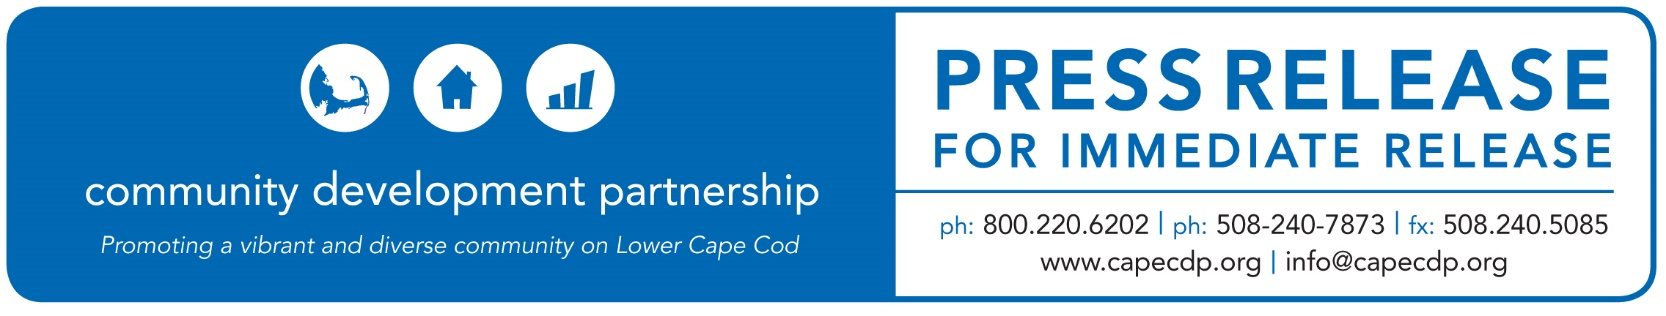 community development partnership
Promoting a vibrant and diverse community on Lower Cape Cod
PRESS RELEASE
FOR IMMEDIATE RELEASE
ph: 800.220.6202 | ph: 508-240-7873 | fx: 508.240.5085
www.capecdp.org | info@capecdp.org